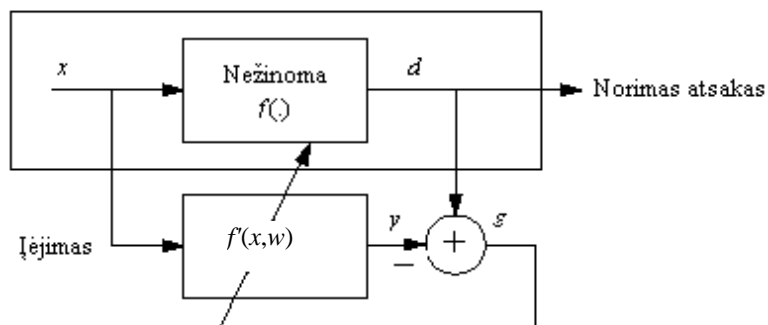 x
Nežinoma
f(.)
d
Norimas atsakas
Įėjimas
f'(x,w)
y
+
ε
−